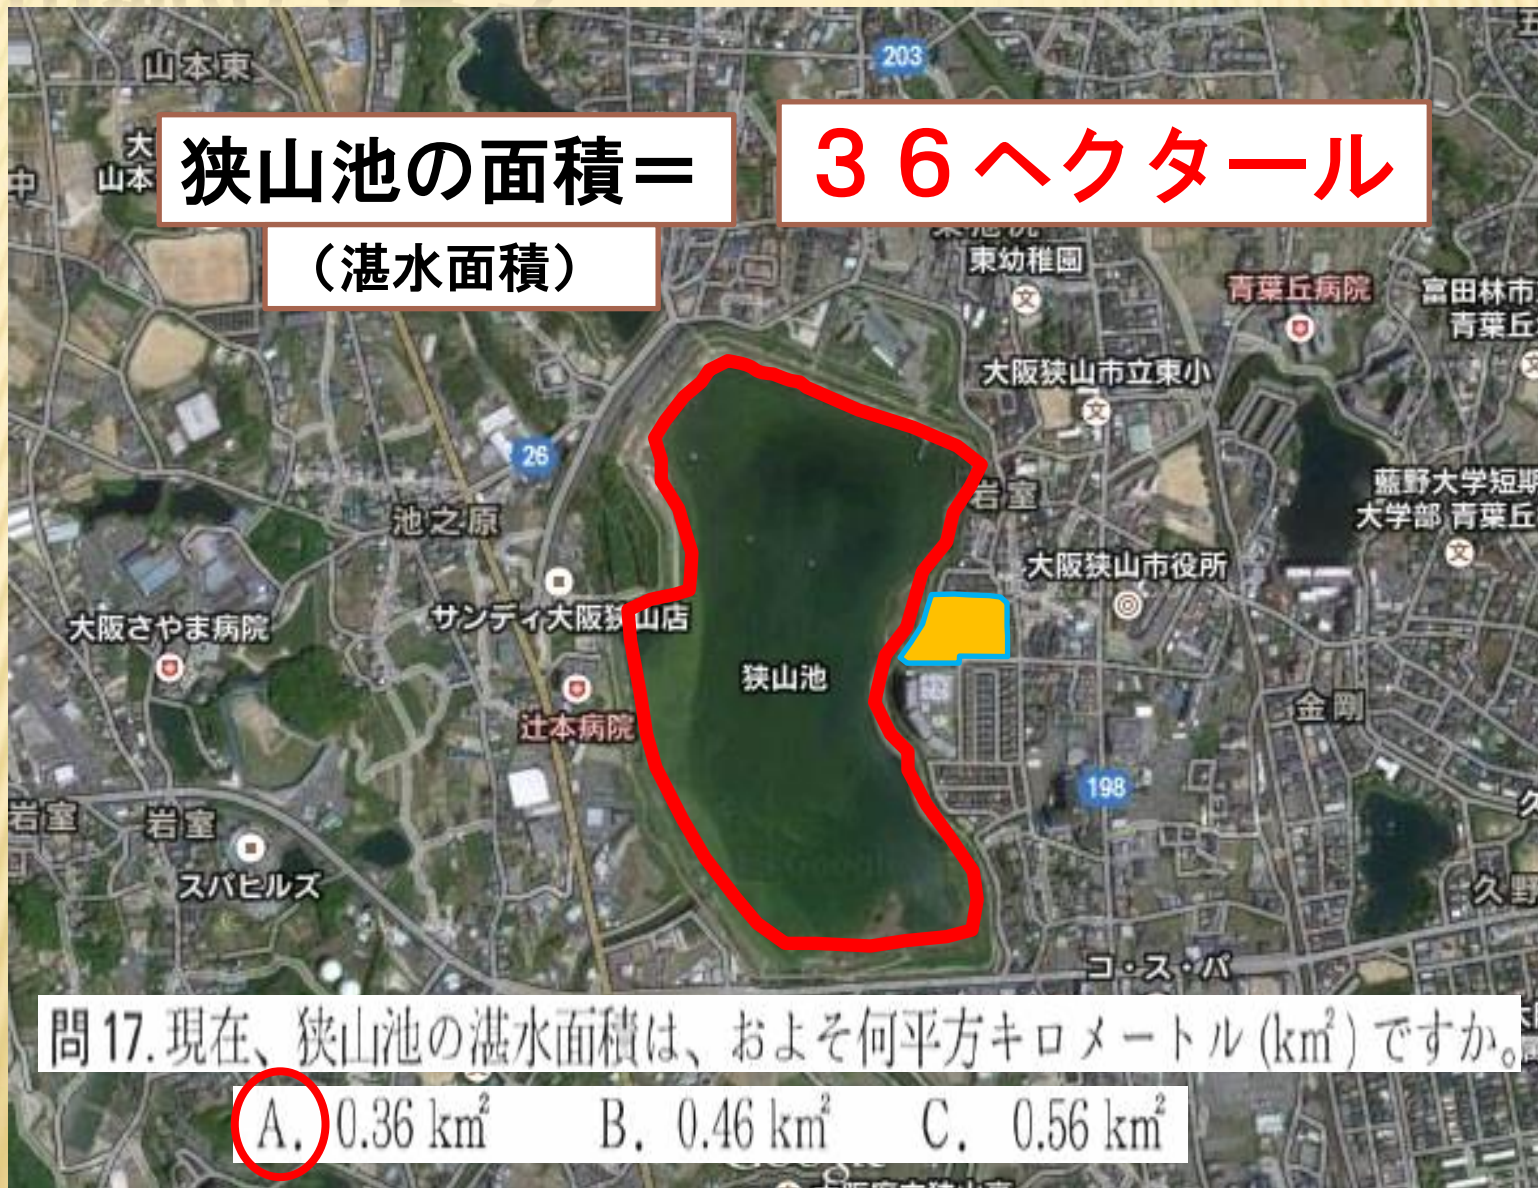 203
山本東
狭山池の面積＝
３６ヘクタール
中
（湛水面積）
東幼稚園
青葉丘病院
富田林市
青葉丘
大阪狭山市立東小
文
26
岩室
藍野大学短期
大学部 青葉丘
池之原
大阪狭山市役所
サンディ大阪狭山店
大阪さやま病院
狭山池
辻本病院
金剛
198
岩室
岩室
スパヒルズ
久野
コ・ス・パ
問17. 現在、狭山池の湛水面積は、およそ何平方キロメートル(km²)ですか。
A. 0.36 km² B. 0.46 km² C. 0.56 km²